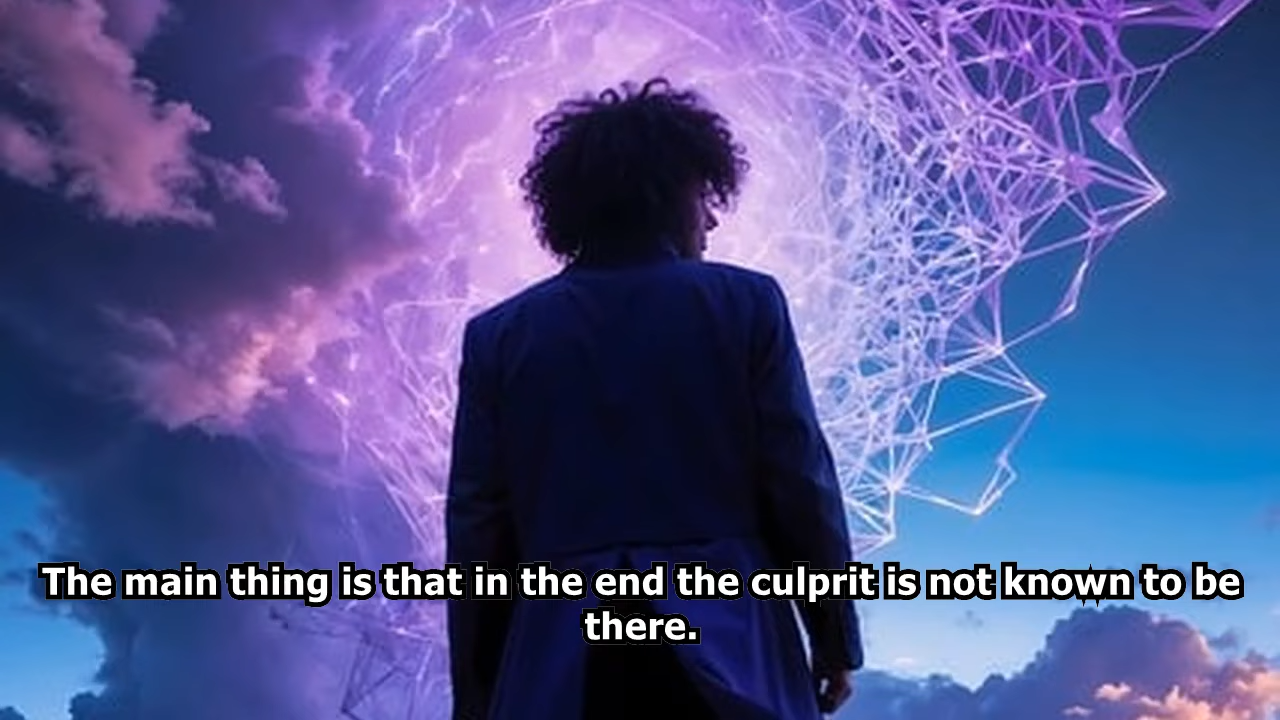 The main thing is that in the end the culprit is not known to be
there.